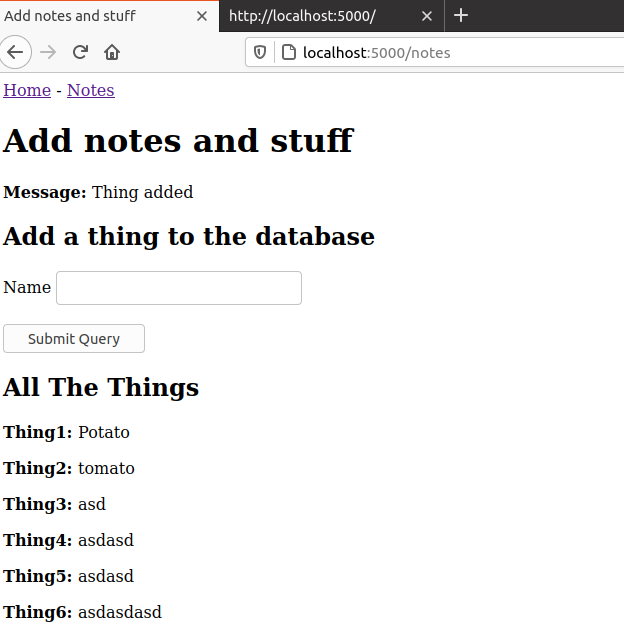 Add notes and stuff
http://localhost:5000/
localhost:5000/notes
Home - Notes
Add notes and stuff
Message: Thing added
Add a thing to the database
Name
Submit Query
All The Things
Thing1: Potato
Thing2: tomato
Thing3: asd
Thing4: asdasd
Thing5: asdasd
Thing6: asdasdasd